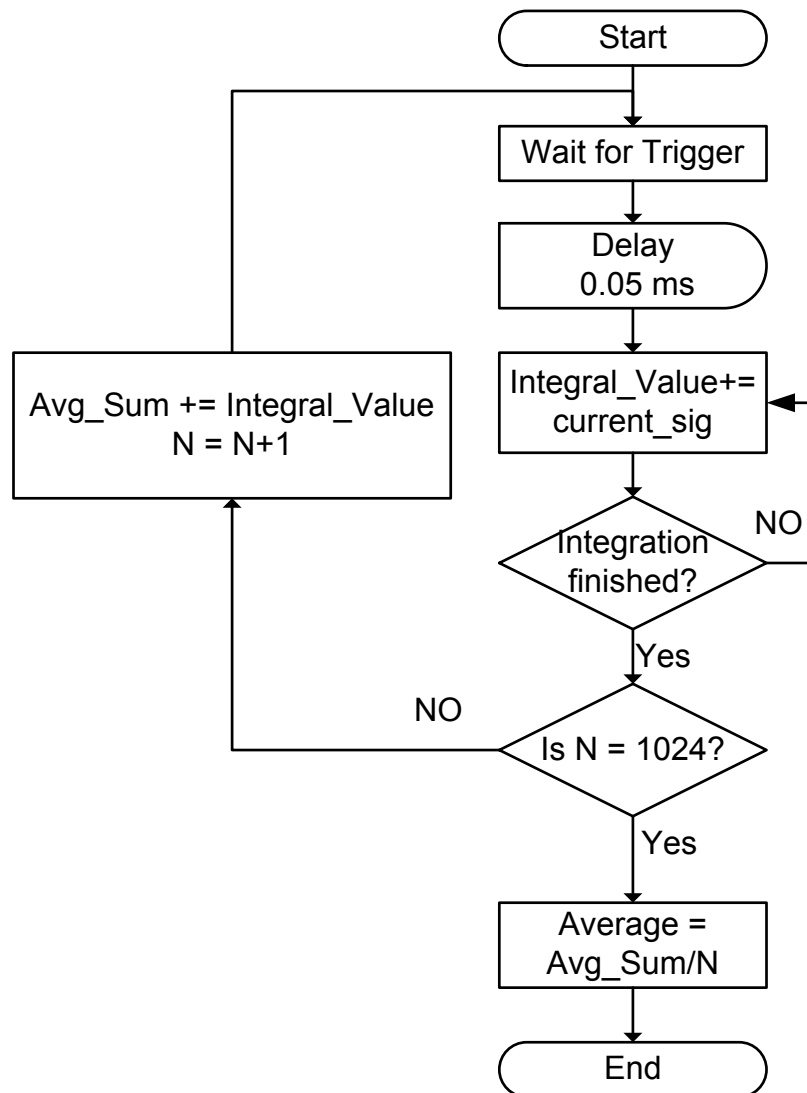 Start
Wait for Trigger
Delay
0.05 ms
Integral_Value+=
current_sig
Avg_Sum += Integral_Value
N = N+1
Integration
finished?
NO
Yes
Is N = 1024?
NO
Yes
Average =
Avg_Sum/N
End